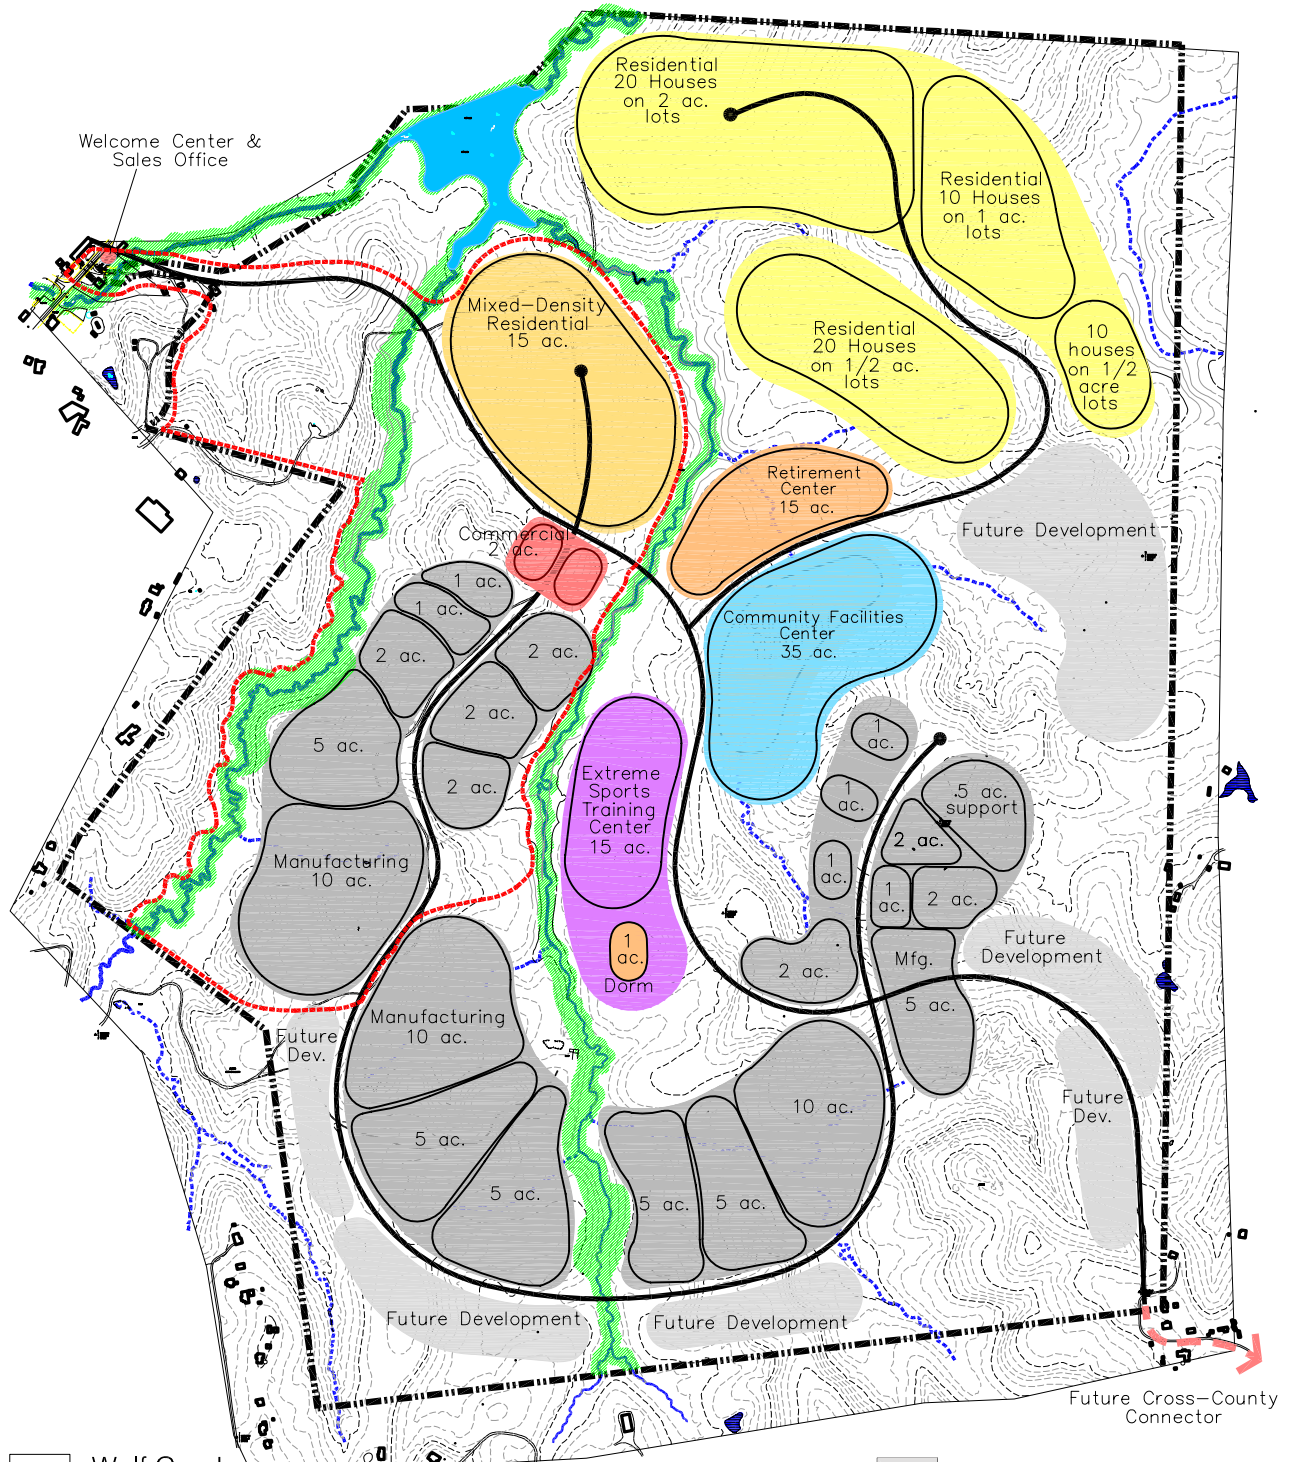 Residential
20 Houses
on 2 ac.
lots
Welcome Center &
Sales Office
Residential
10 Houses
on 1 ac.
lots
Mixed-Density
Residential
15 ac.
Residential
20 Houses
on 1/2 ac.
lots
10
houses
on 1/2
acre
lots
Retirement
Center
15 ac.
Future Development
Commercial
2 ac.
1 ac.
1 ac.
2 ac.
2 ac.
Community Facilities
Center
35 ac.
2 ac.
5 ac.
2 ac.
1
ac.
Extreme
Sports
Training
Center
15 ac.
1
ac.
.5 ac.
support
2 ac.
Manufacturing
10 ac.
1
ac.
1
ac.
2 ac.
1
ac.
Dorm
2 ac.
Mfg.
5 ac.
Future
Development
Manufacturing
10 ac.
Future
Dev.
5 ac.
5 ac.
5 ac.
5 ac.
10 ac.
Future
Dev.
Future Development
Future Development
Future Cross-County
Connector